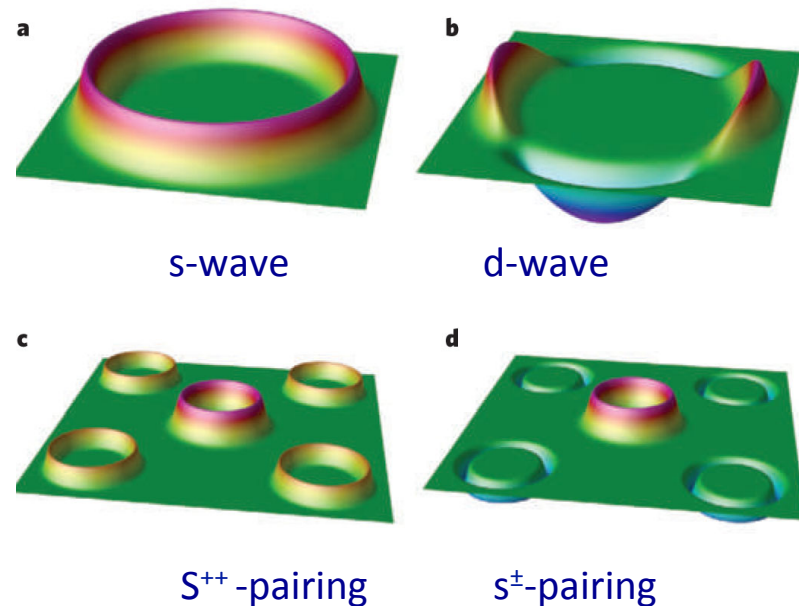 a
b
s-wave
d-wave
c
d
S⁺⁺ -pairing
s±-pairing